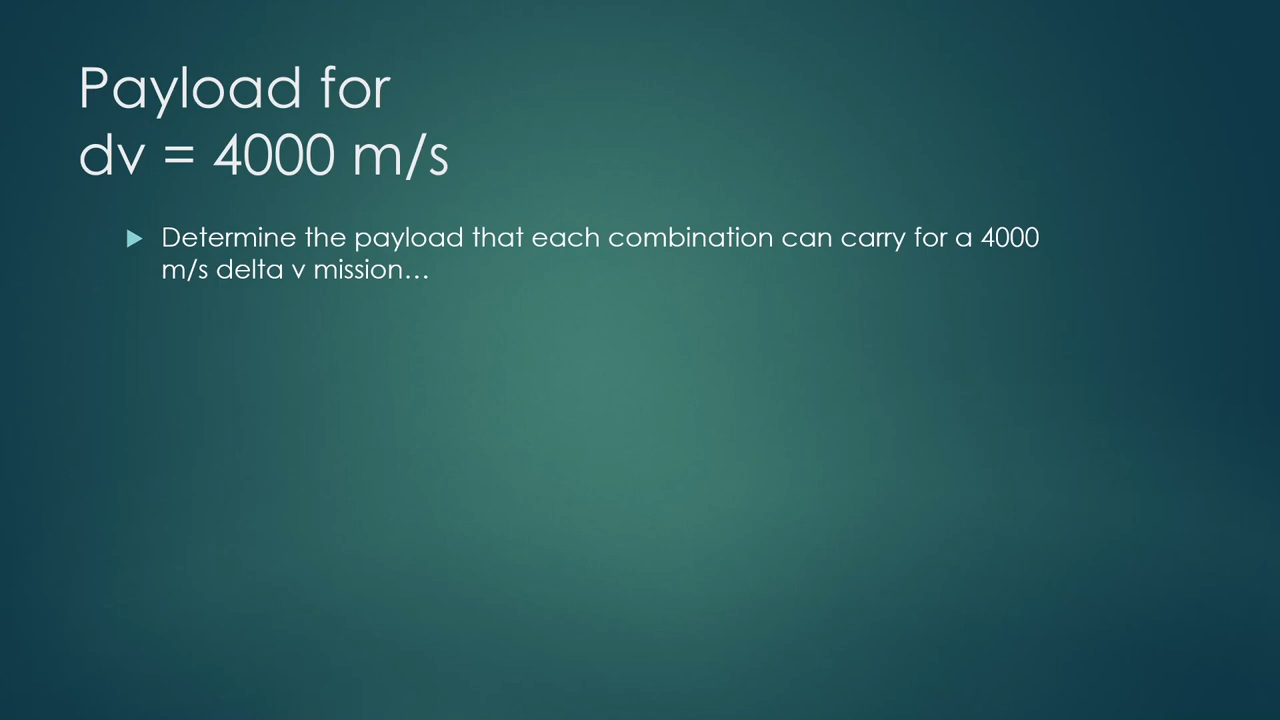 Payload for
dv = 4000 m/s
Determine the payload that each combination can carry for a 4000
m/s delta v mission…